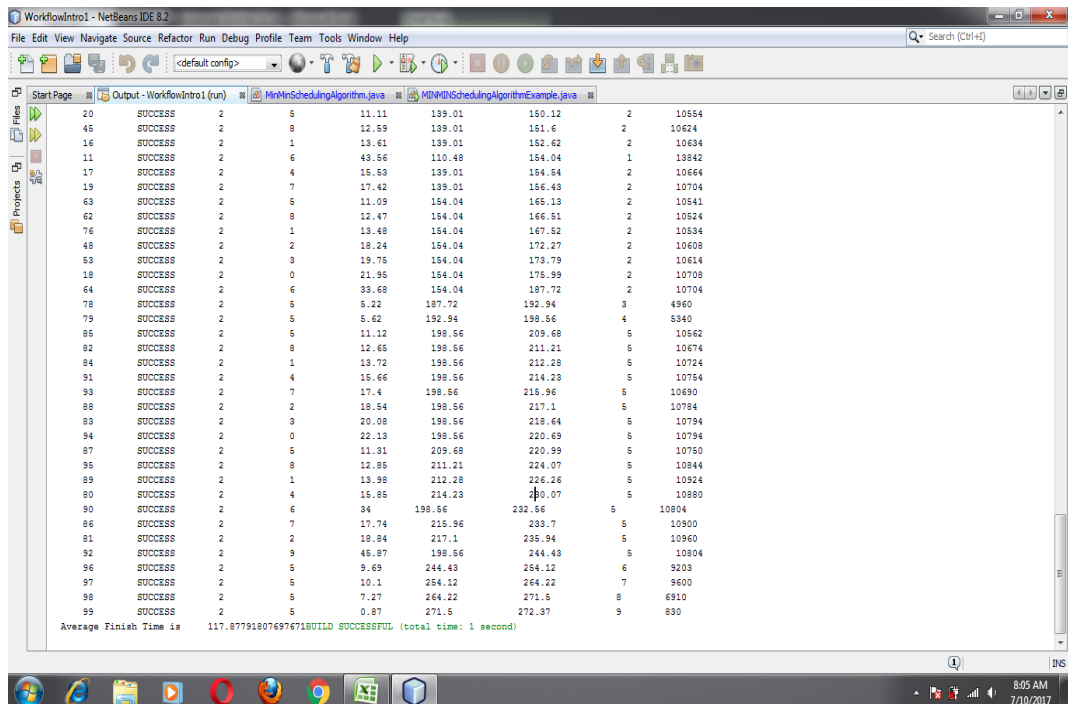 WorkflowIntro1 - NetBeans IDE 8.2
File Edit View Navigate Source Refactor Run Debug Profile Team Tools Window Help
Search (Ctrl+I)
<default config>
Start Page Output - WorkflowIntro1 (run) MinMinSchedulingAlgorithm.java MINMINSchedulingAlgorithmExample.java
Files
Projects
20 SUCCESS 2 5 11.11 139.01 150.12 2 10554
45 SUCCESS 2 8 12.59 139.01 151.6 2 10624
16 SUCCESS 2 1 13.61 139.01 152.62 2 10634
11 SUCCESS 2 6 43.56 110.48 154.04 1 13842
17 SUCCESS 2 4 15.53 139.01 154.54 2 10664
19 SUCCESS 2 7 17.42 139.01 156.43 2 10704
63 SUCCESS 2 5 11.09 154.04 165.13 2 10541
62 SUCCESS 2 8 12.47 154.04 166.51 2 10524
76 SUCCESS 2 1 13.48 154.04 167.52 2 10534
48 SUCCESS 2 2 18.24 154.04 172.27 2 10608
53 SUCCESS 2 3 19.75 154.04 173.79 2 10614
18 SUCCESS 2 0 21.95 154.04 175.99 2 10708
64 SUCCESS 2 6 33.68 154.04 187.72 2 10704
78 SUCCESS 2 5 5.22 187.72 192.94 3 4960
79 SUCCESS 2 5 5.62 192.94 198.56 4 5340
85 SUCCESS 2 5 11.12 198.56 209.68 5 10562
82 SUCCESS 2 8 12.65 198.56 211.21 5 10674
84 SUCCESS 2 1 13.72 198.56 212.28 5 10724
91 SUCCESS 2 4 15.66 198.56 214.23 5 10754
93 SUCCESS 2 7 17.4 198.56 215.96 5 10690
88 SUCCESS 2 2 18.54 198.56 217.1 5 10784
83 SUCCESS 2 3 20.08 198.56 218.64 5 10794
94 SUCCESS 2 0 22.13 198.56 220.69 5 10794
87 SUCCESS 2 5 11.31 209.68 220.99 5 10750
95 SUCCESS 2 8 12.85 211.21 224.07 5 10844
89 SUCCESS 2 1 13.98 212.28 226.26 5 10924
80 SUCCESS 2 4 15.85 214.23 230.07 5 10880
90 SUCCESS 2 6 34 198.56 232.56 5 10804
86 SUCCESS 2 7 17.74 215.96 233.7 5 10900
81 SUCCESS 2 2 18.84 217.1 235.94 5 10960
92 SUCCESS 2 9 45.87 198.56 244.43 5 10804
96 SUCCESS 2 5 9.69 244.43 254.12 6 9203
97 SUCCESS 2 5 10.1 254.12 264.22 7 9600
98 SUCCESS 2 5 7.27 264.22 271.5 8 6910
99 SUCCESS 2 5 0.87 271.5 272.37 9 830
Average Finish Time is 117.87791807697671BUILD SUCCESSFUL (total time: 1 second)
1 INS
8:05 AM
7/10/2017